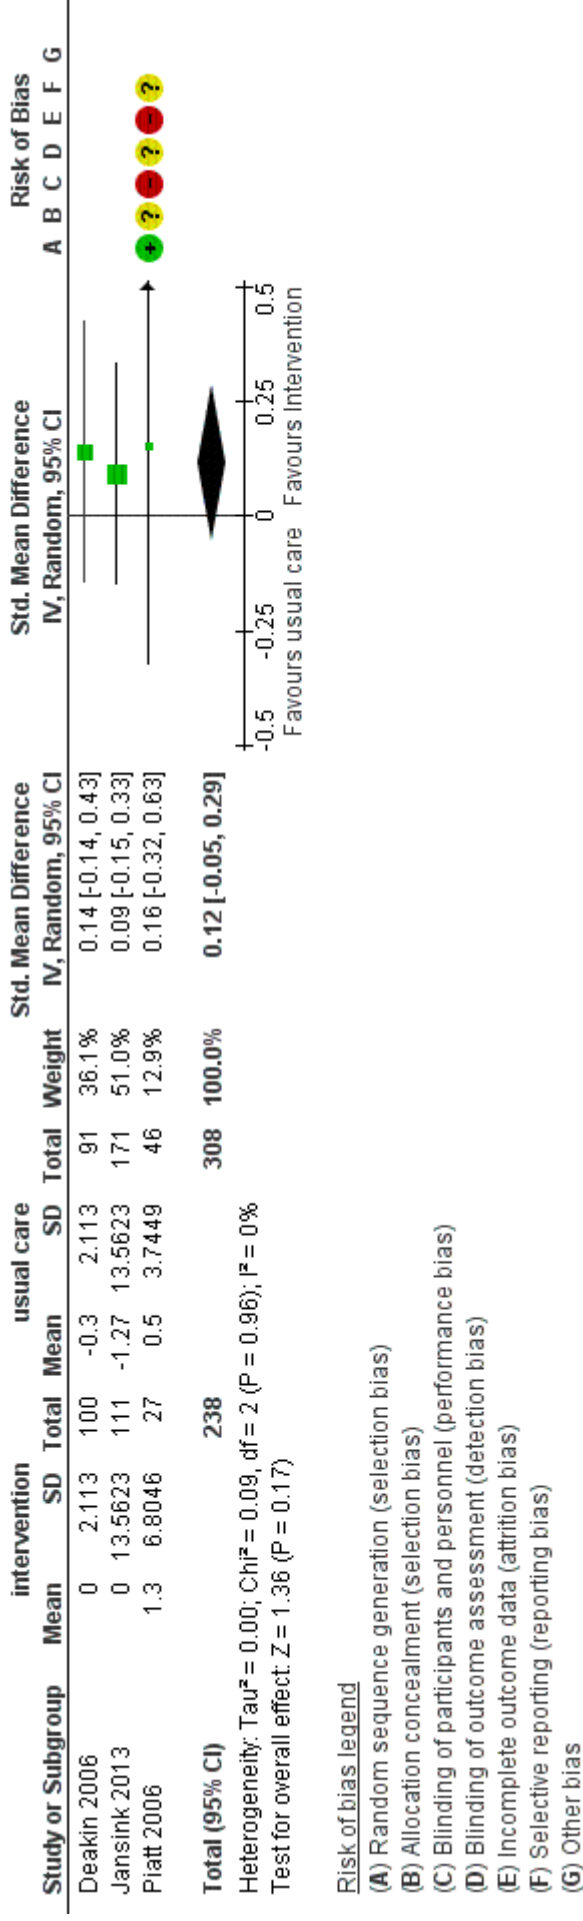 intervention usual care Std. Mean Difference Std. Mean Difference Risk of Bias
Study or Subgroup Mean SD Total Mean SD Total Weight IV, Random, 95% CI IV, Random, 95% CI A B C D E F G
Deakin 2006 0 2.113 100 -0.3 2.113 91 36.1% 0.14 [-0.14, 0.43]
Jansink 2013 0 13.5623 111 -1.27 13.5623 171 51.0% 0.09 [-0.15, 0.33]
Piatt 2006 1.3 6.8046 27 0.5 3.7449 46 12.9% 0.16 [-0.32, 0.63] + ? - ? - ?
Total (95% CI) 238 308 100.0% 0.12 [-0.05, 0.29]
Heterogeneity: Tau² = 0.00; Chi² = 0.09, df = 2 (P = 0.96); I² = 0%
Test for overall effect: Z = 1.36 (P = 0.17)
-0.5 -0.25 0 0.25 0.5
Favours usual care Favours Intervention
Risk of bias legend
(A) Random sequence generation (selection bias)
(B) Allocation concealment (selection bias)
(C) Blinding of participants and personnel (performance bias)
(D) Blinding of outcome assessment (detection bias)
(E) Incomplete outcome data (attrition bias)
(F) Selective reporting (reporting bias)
(G) Other bias